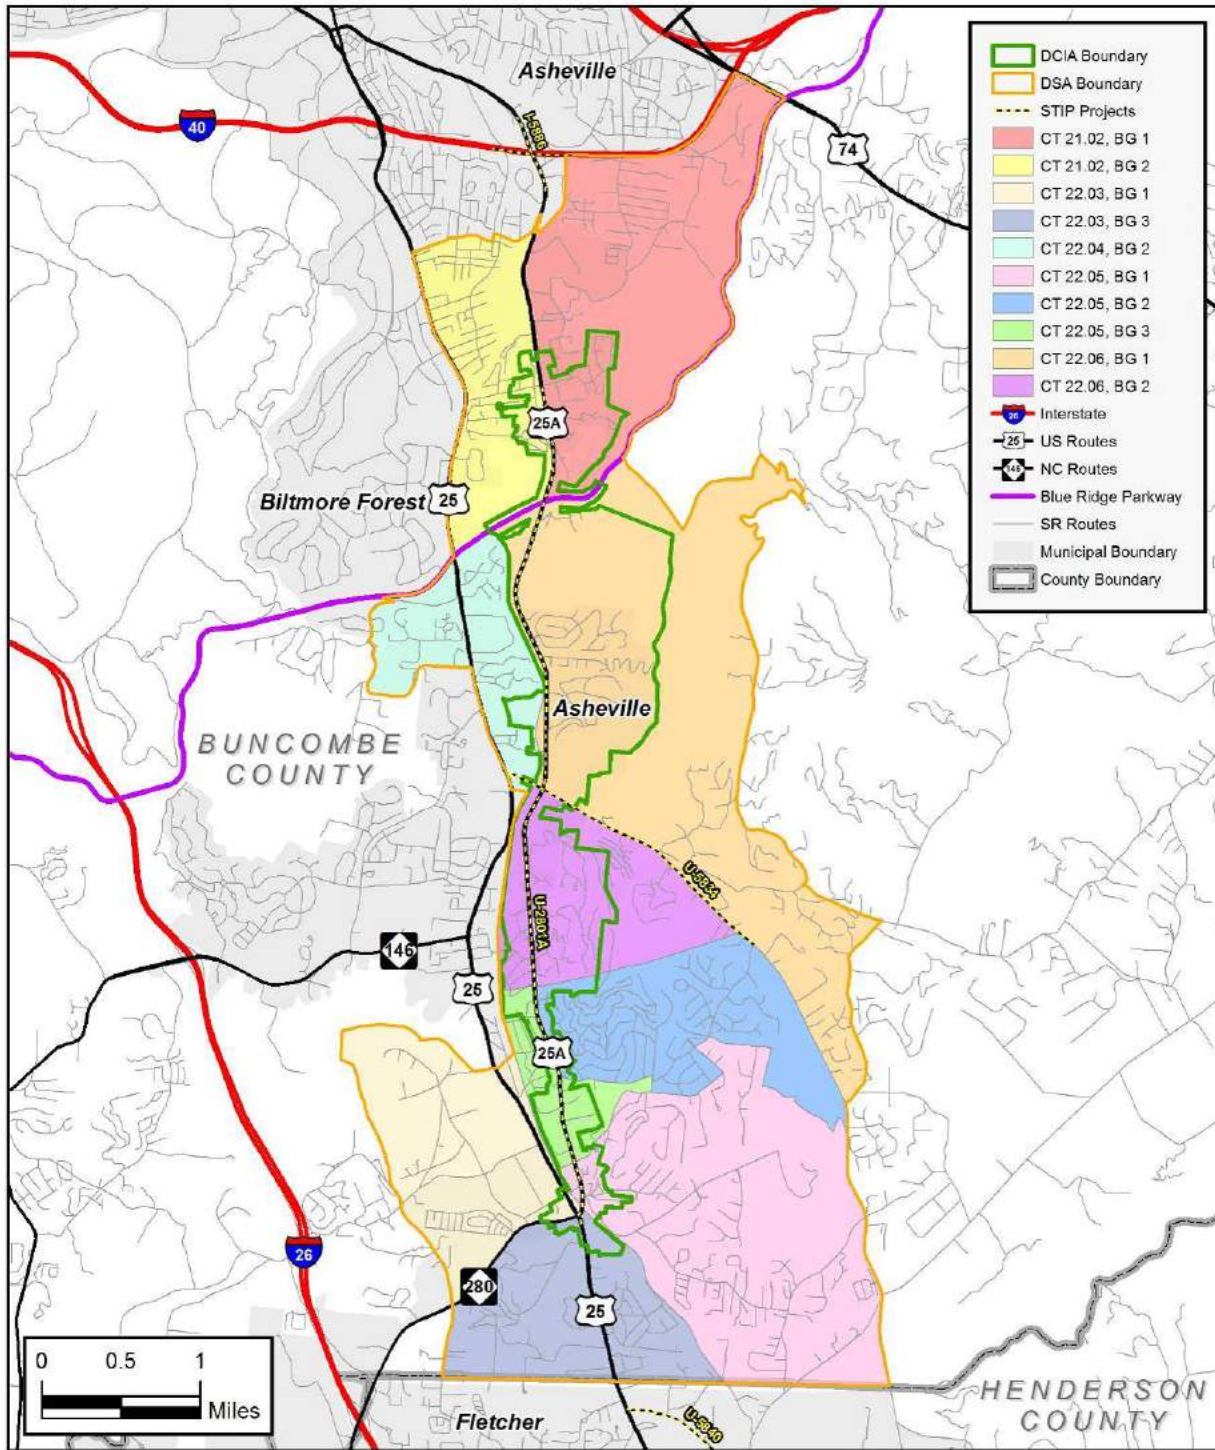 Asheville
I-5886
40
74
25A
Biltmore Forest
25
Asheville
BUNCOMBE
COUNTY
U-5834
U-2801A
146
25
25A
26
280
25
0 0.5 1
Miles
Fletcher
U-5840
HENDERSON
COUNTY
DCIA Boundary
DSA Boundary
STIP Projects
CT 21.02, BG 1
CT 21.02, BG 2
CT 22.03, BG 1
CT 22.03, BG 3
CT 22.04, BG 2
CT 22.05, BG 1
CT 22.05, BG 2
CT 22.05, BG 3
CT 22.06, BG 1
CT 22.06, BG 2
26 Interstate
25 US Routes
146 NC Routes
Blue Ridge Parkway
SR Routes
Municipal Boundary
County Boundary